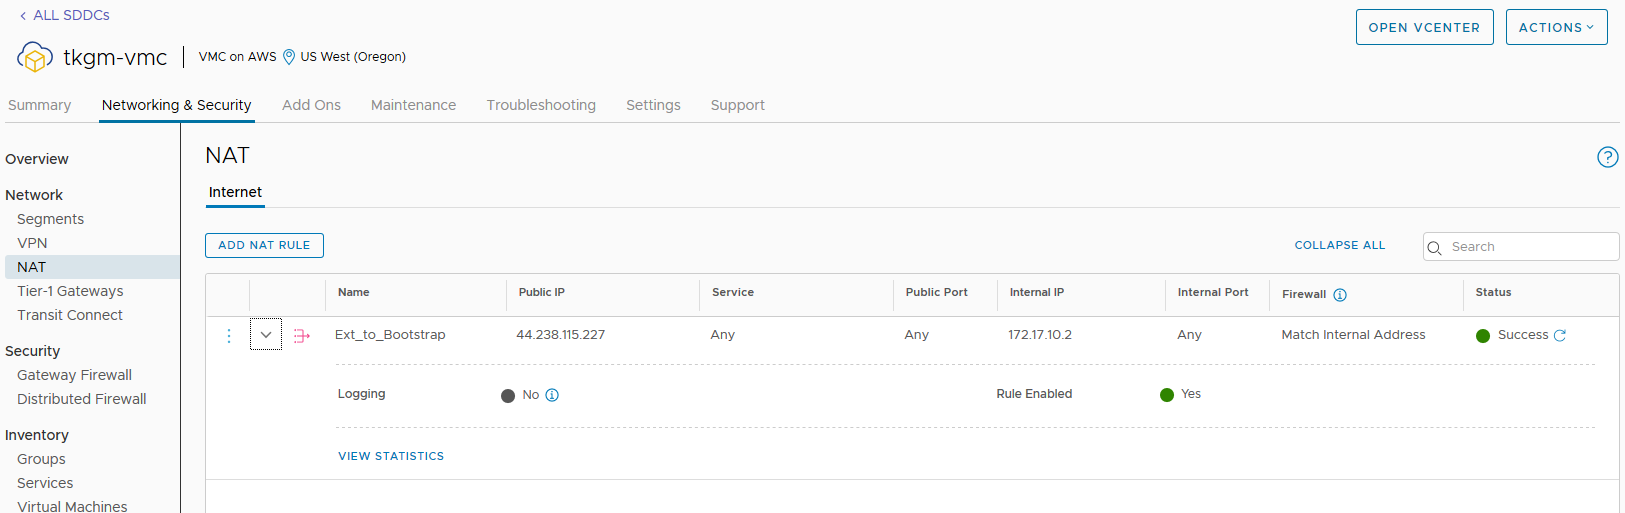 ALL SDDCs
OPEN VCENTER
ACTIONS
tkgm-vmc
VMC on AWS US West (Oregon)
Summary Networking & Security Add Ons Maintenance Troubleshooting Settings Support
Overview
Network
Segments
VPN
NAT
Tier-1 Gateways
Transit Connect
Security
Gateway Firewall
Distributed Firewall
Inventory
Groups
Services
Virtual Machines
NAT
Internet
ADD NAT RULE
COLLAPSE ALL
Search
Name Public IP Service Public Port Internal IP Internal Port Firewall Status
Ext_to_Bootstrap 44.238.115.227 Any Any 172.17.10.2 Any Match Internal Address Success
Logging No Rule Enabled Yes
VIEW STATISTICS